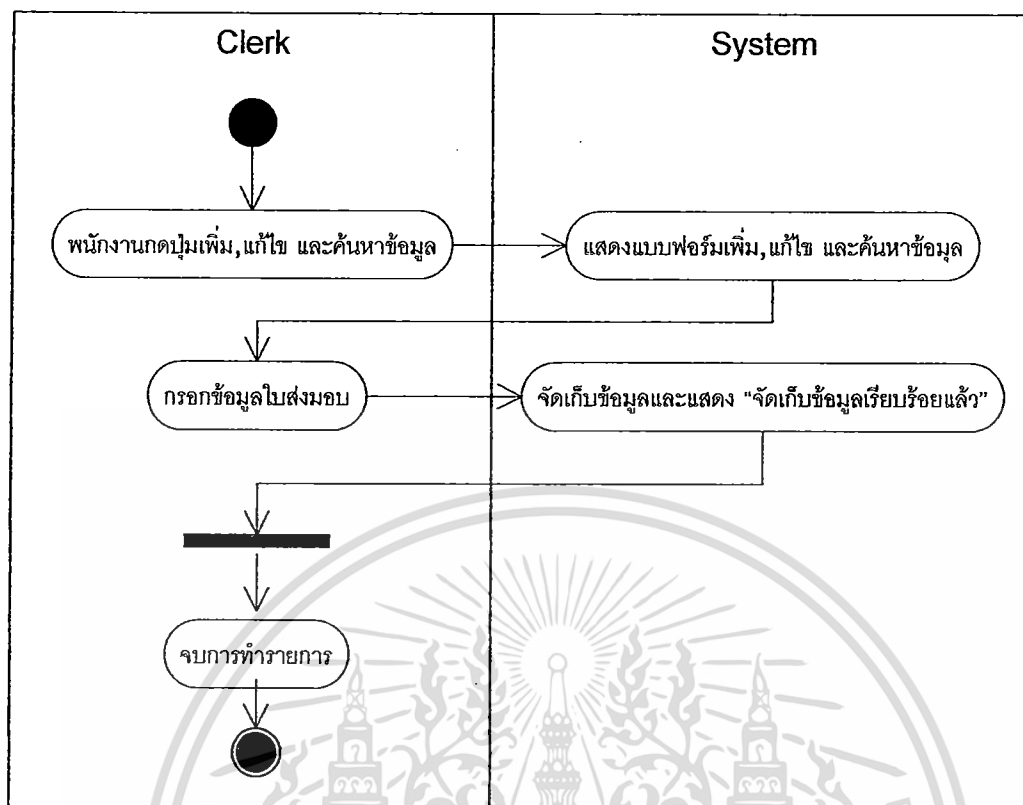 Clerk
System
พนักงานกดปุ่มเพิ่ม,แก้ไข และค้นหาข้อมูล
แสดงแบบฟอร์มเพิ่ม,แก้ไข และค้นหาข้อมุล
กรอกข้อมูลใบส่งมอบ
จัดเก็บข้อมูลและแสดง "จัดเก็บข้อมูลเรียบร้อยแล้ว"
จบการทำรายการ